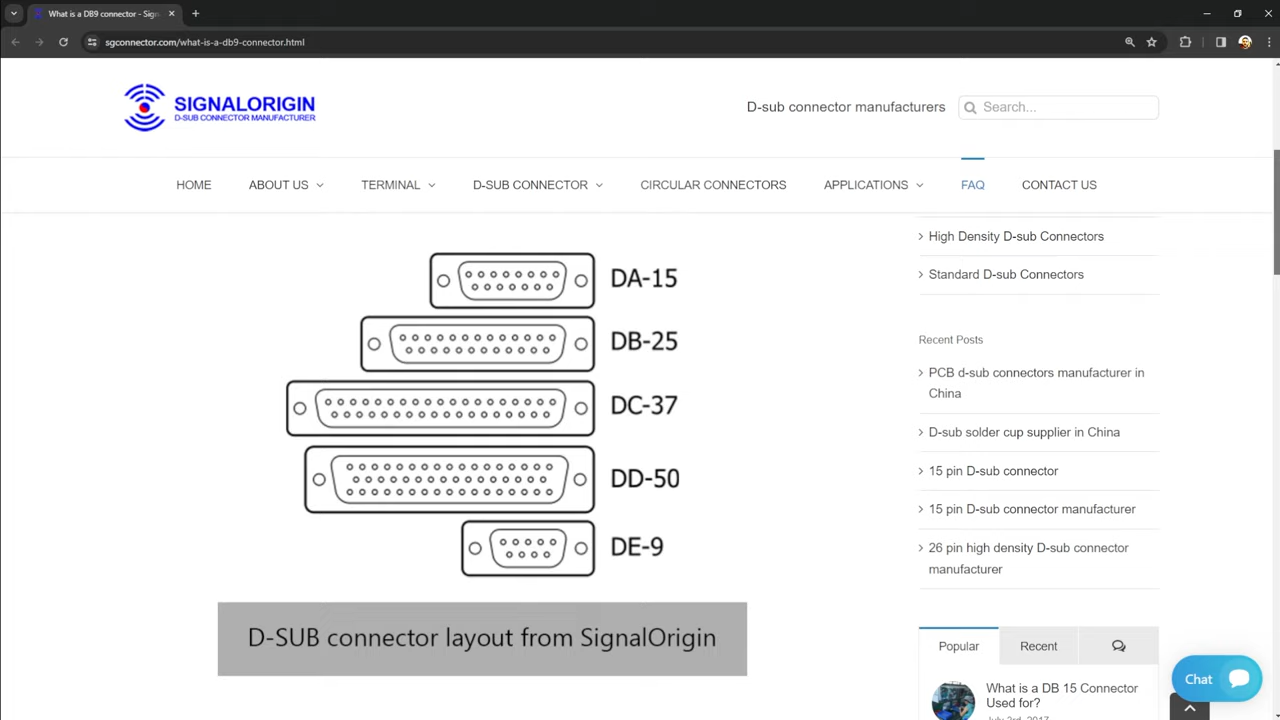 What is a DB9 connector - Sign
sgconnector.com/what-is-a-db9-connector.html
SIGNALORIGIN
D-SUB CONNECTOR MANUFACTURER
D-sub connector manufacturers
Search...
HOME
ABOUT US
TERMINAL
D-SUB CONNECTOR
CIRCULAR CONNECTORS
APPLICATIONS
FAQ
CONTACT US
DA-15
DB-25
DC-37
DD-50
DE-9
D-SUB connector layout from SignalOrigin
High Density D-sub Connectors
Standard D-sub Connectors
Recent Posts
PCB d-sub connectors manufacturer in
China
D-sub solder cup supplier in China
15 pin D-sub connector
15 pin D-sub connector manufacturer
26 pin high density D-sub connector
manufacturer
Popular
Recent
What is a DB 15 Connector
Used for?
July 3rd, 2017
Chat